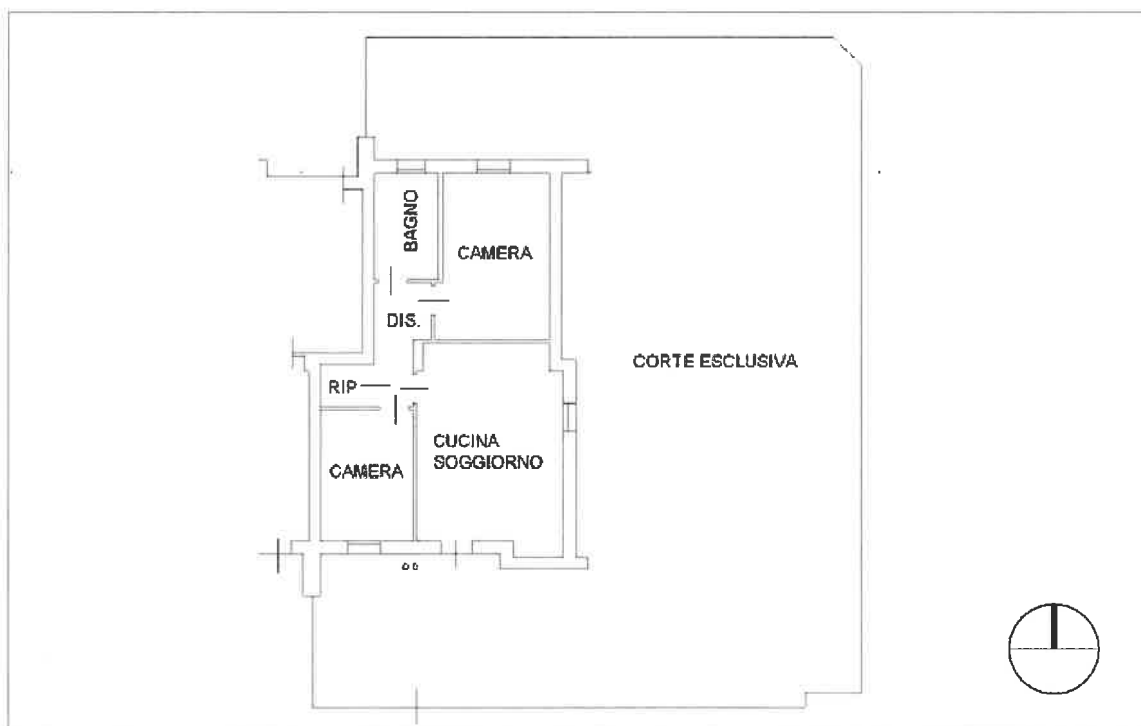 BAGNO
CAMERA
DIS.
CORTE ESCLUSIVA
RIP
CUCINA
SOGGIORNO
CAMERA